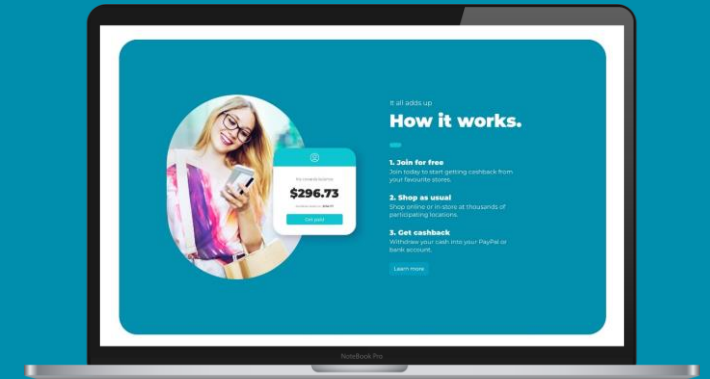 It all adds up
How it works.
1. Join for free
Join today to start getting cashback from
your favourite stores.
2. Shop as usual
Shop online or in-store at thousands of
participating locations.
3. Get cashback
Withdraw your cash into your PayPal or
bank account.
Learn more
$296.73
Get paid
NoteBook Pro